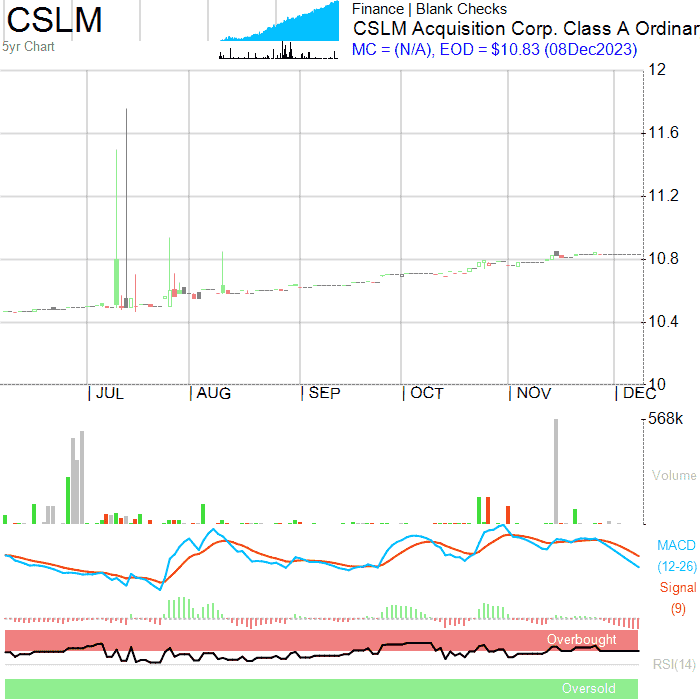 CSLM
5yr Chart
Finance | Blank Checks
CSLM Acquisition Corp. Class A Ordinar
MC = (N/A), EOD = $10.83 (08Dec2023)
12
11.6
11.2
10.8
10.4
10
JUL AUG SEP OCT NOV DEC
568k
Volume
MACD
(12-26)
Signal
(9)
Overbought
RSI(14)
Oversold